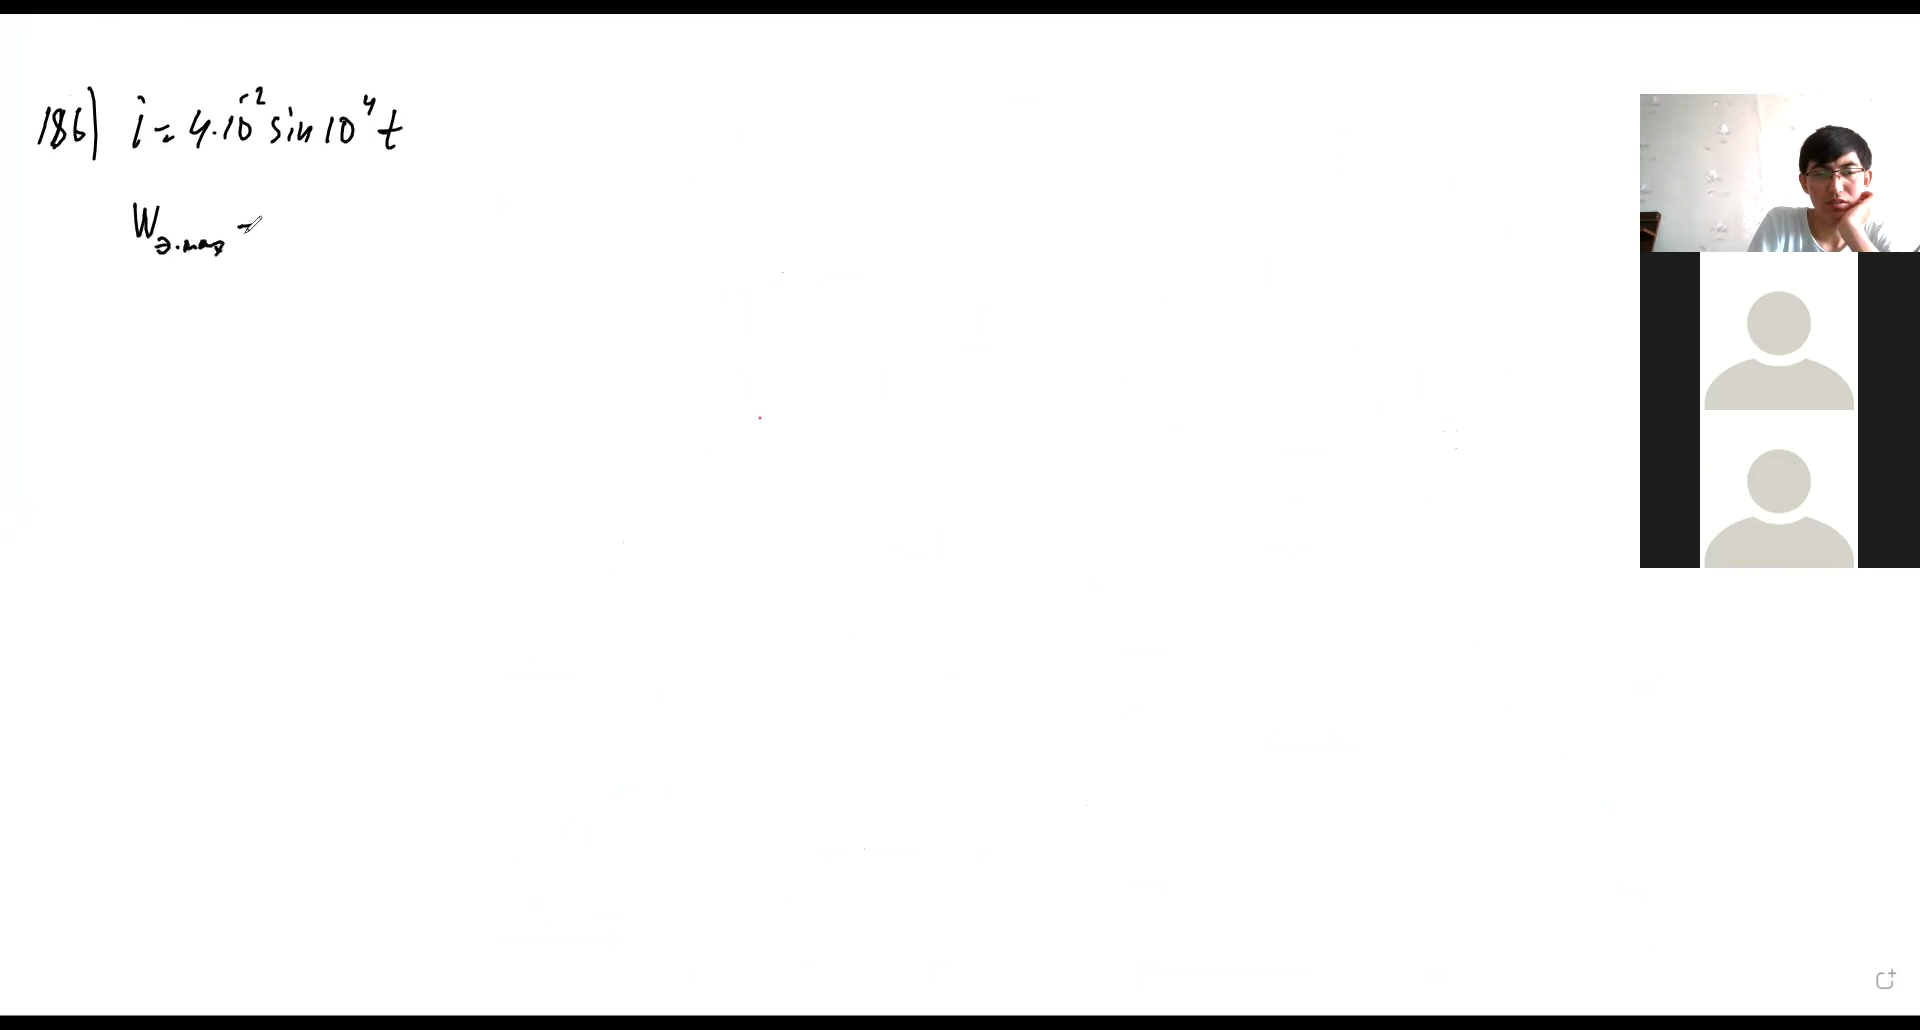 186) i = 4·10⁻² sin 10⁴ t
W э.max -